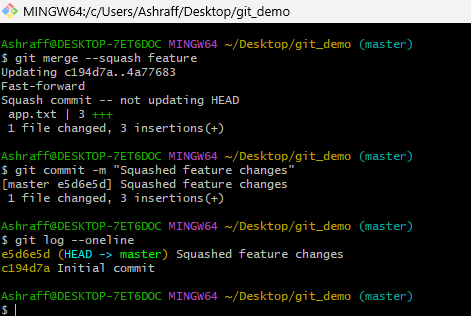 MINGW64:/c/Users/Ashraff/Desktop/git_demo
Ashraff@DESKTOP-7ET6DOC MINGW64 ~/Desktop/git_demo (master)
$ git merge --squash feature
Updating c194d7a..4a77683
Fast-forward
Squash commit -- not updating HEAD
 app.txt | 3 +++
 1 file changed, 3 insertions(+)
Ashraff@DESKTOP-7ET6DOC MINGW64 ~/Desktop/git_demo (master)
$ git commit -m "Squashed feature changes"
[master e5d6e5d] Squashed feature changes
 1 file changed, 3 insertions(+)
Ashraff@DESKTOP-7ET6DOC MINGW64 ~/Desktop/git_demo (master)
$ git log --oneline
e5d6e5d (HEAD -> master) Squashed feature changes
c194d7a Initial commit
Ashraff@DESKTOP-7ET6DOC MINGW64 ~/Desktop/git_demo (master)
$